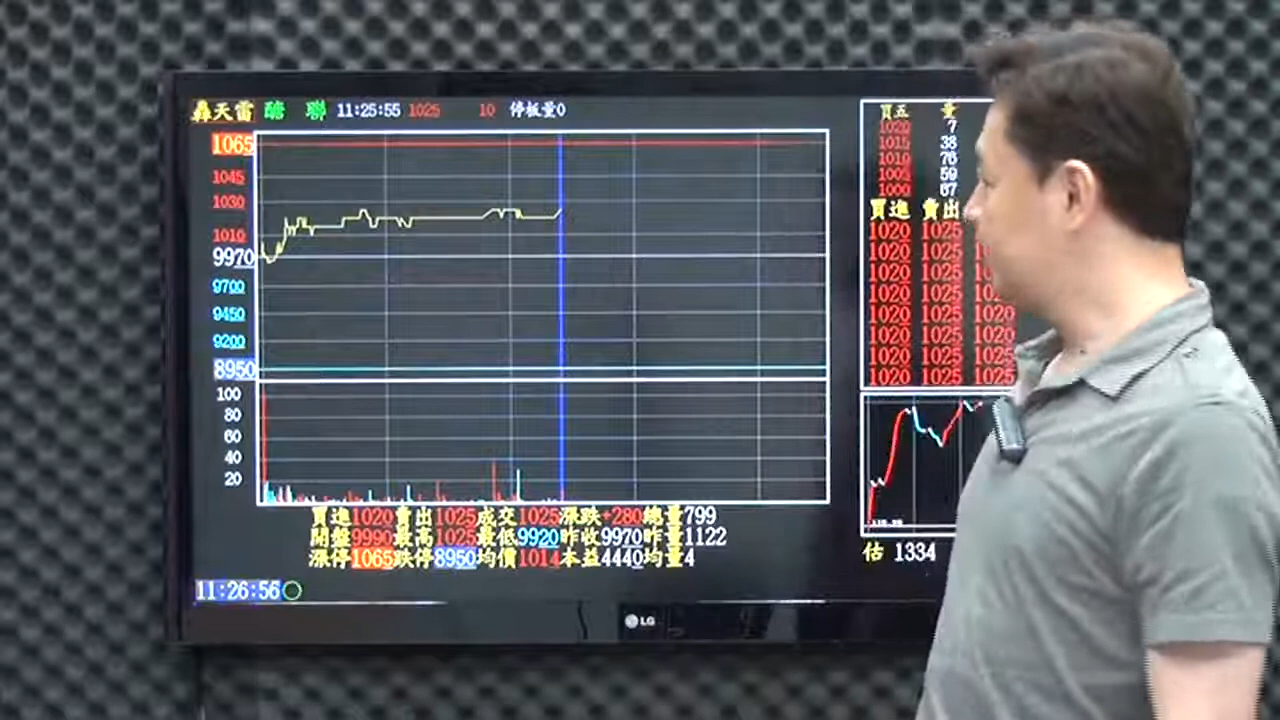 轟天雷 醣 聯 11:25:55 1025 10 停板量0
1065
1045
1030
1010
9970
9700
9450
9200
8950
100
80
60
40
20
買進1020賣出1025成交1025漲跌+280總量799
開盤9990最高1025最低9920昨收9970昨量1122
漲停1065跌停8950均價1014本益4440均量4
11:26:56
LG
買五 量
1020 7
1015 38
1010 76
1005 59
1000 67
買進 賣出
1020 1025
1020 1025
1020 1025
1020 1025
1020 1025 1020
1020 1025 1020
1020 1025 1025
1020 1025 1025
估 1334